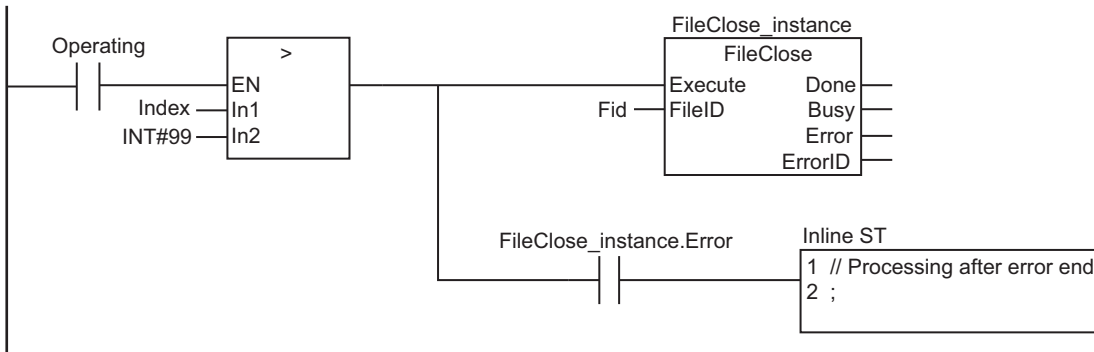 FileClose_instance
Operating
>
FileClose
EN
Execute
Done
Index
In1
Fid
FileID
Busy
INT#99
In2
Error
ErrorID
FileClose_instance.Error
Inline ST
1 // Processing after error end
2 ;